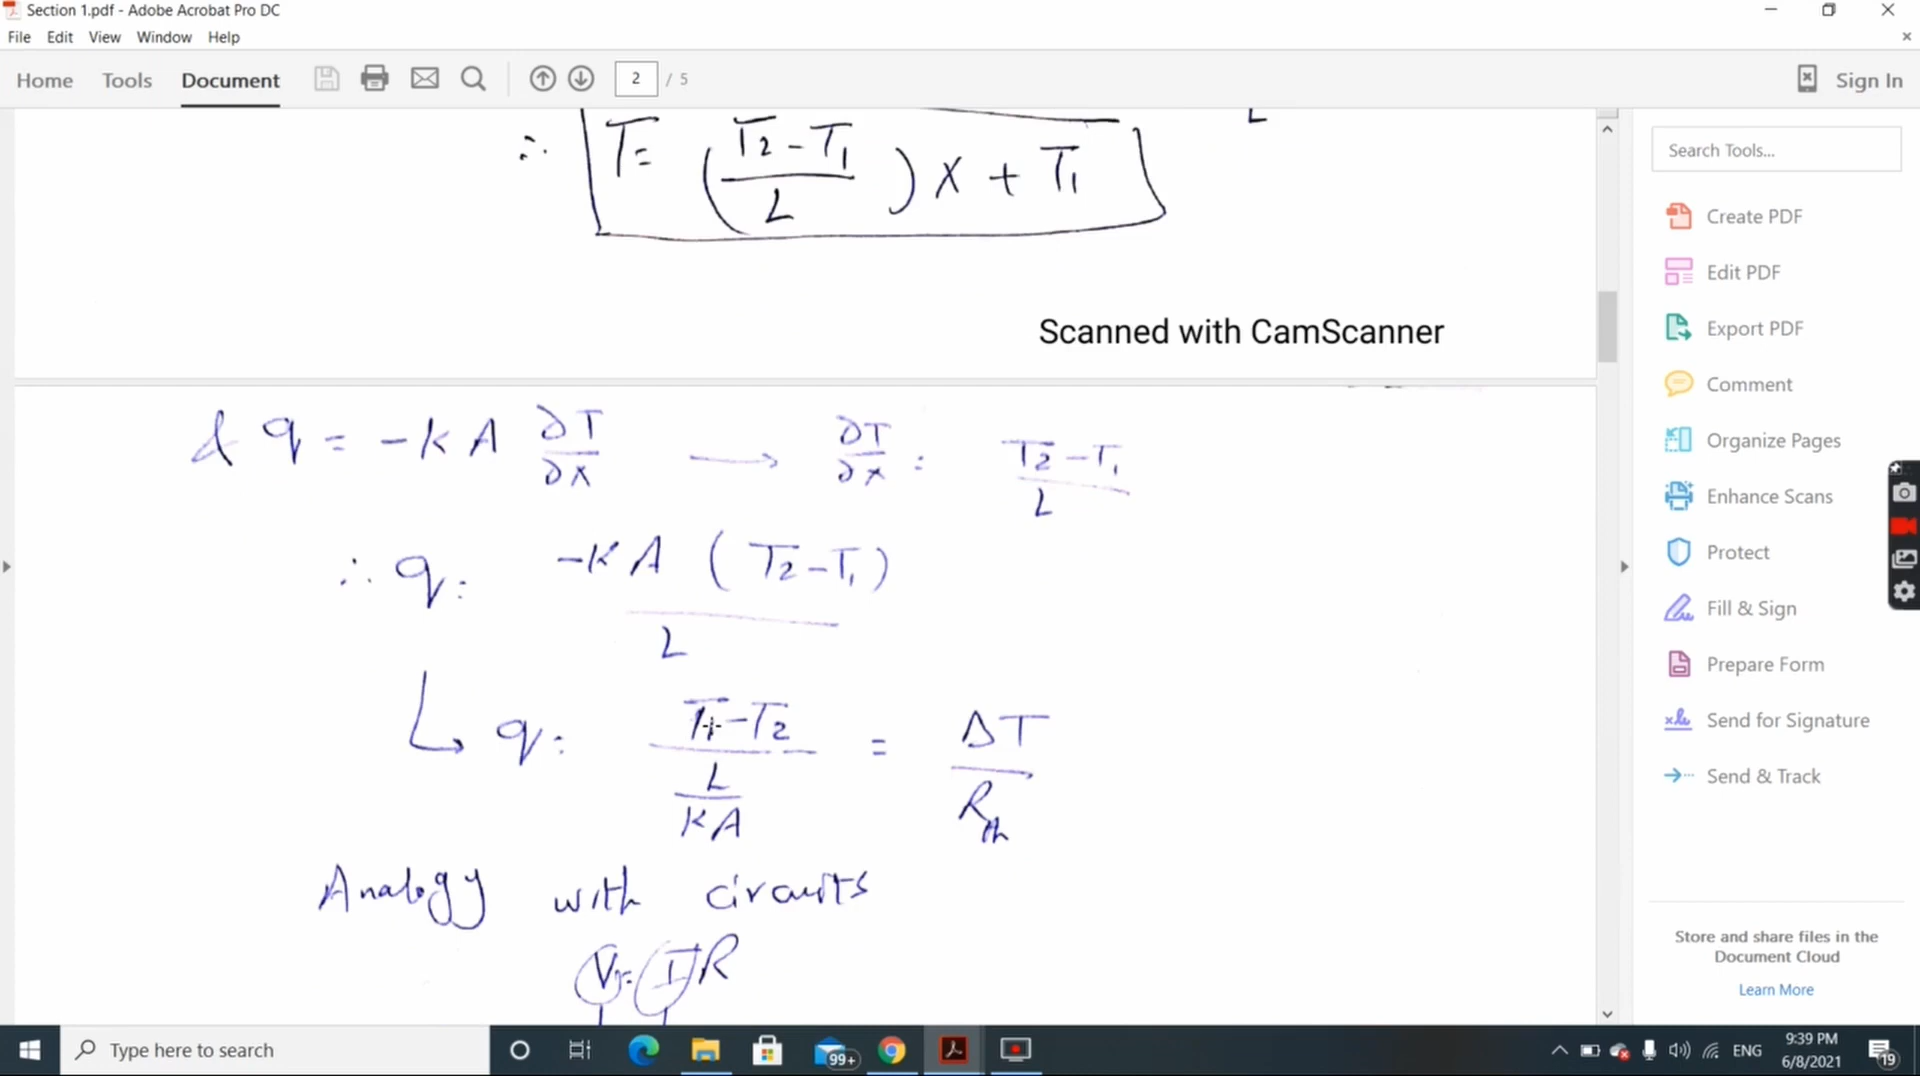 Section 1.pdf - Adobe Acrobat Pro DC
File Edit View Window Help
Home Tools Document 2 / 5 Sign In
∴ T = (T2 - T1 / L) x + T1
Scanned with CamScanner
& q = -KA ∂T/∂x → ∂T/∂x = T2 - T1 / L
∴ q = -KA (T2 - T1) / L
↳ q = T1 - T2 / (L / KA) = ΔT / Rth
Analogy with circuits
V = IR
Search Tools...
Create PDF
Edit PDF
Export PDF
Comment
Organize Pages
Enhance Scans
Protect
Fill & Sign
Prepare Form
Send for Signature
Send & Track
Store and share files in the
Document Cloud
Learn More
Type here to search
99+
ENG
9:39 PM
6/8/2021
19